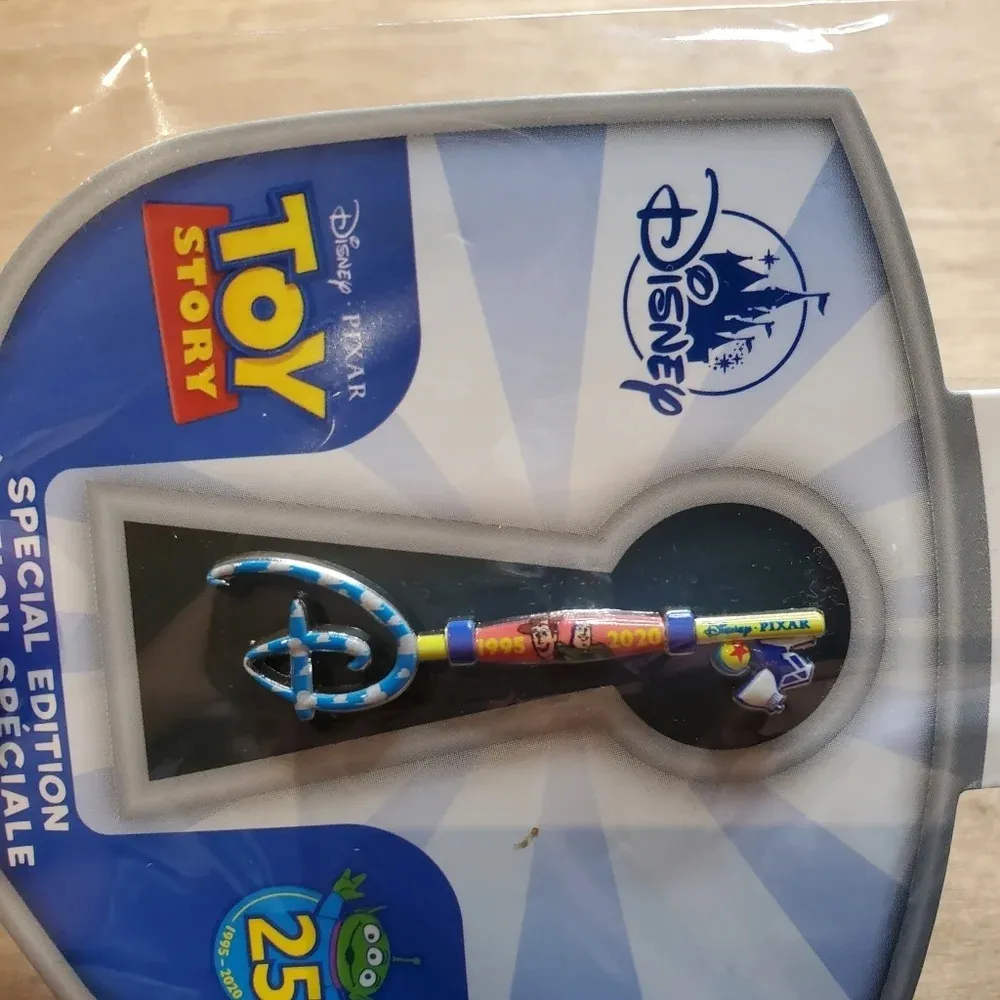 Disney
Disney · PIXAR
TOY
STORY
1995
2020
Disney · PIXAR
25
1995-2020
SPECIAL EDITION
SPÉCIALE